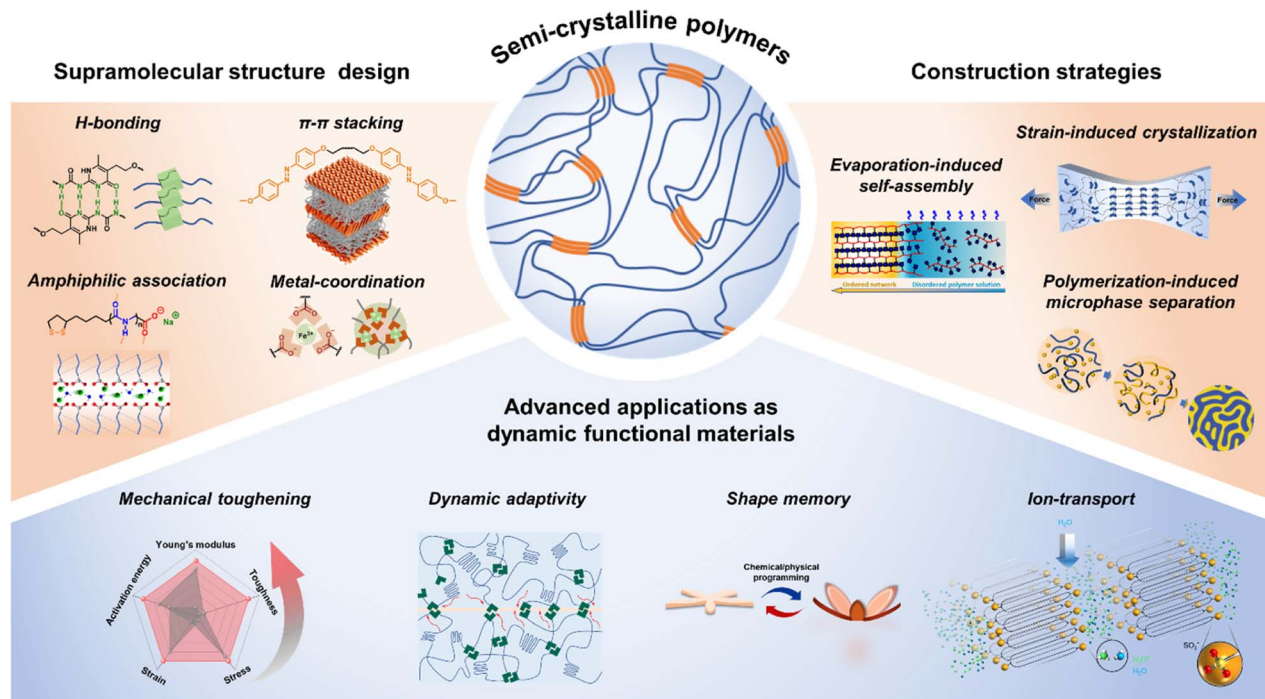 Semi-crystalline polymers
Supramolecular structure design
H-bonding
π-π stacking
Amphiphilic association
Metal-coordination
Fe3+
Na
Construction strategies
Strain-induced crystallization
Force
Force
Evaporation-induced
self-assembly
Ordered network
Disordered polymer solution
Polymerization-induced
microphase separation
Advanced applications as
dynamic functional materials
Mechanical toughening
Young's modulus
Activation energy
Toughness
Strain
Stress
Dynamic adaptivity
Shape memory
Chemical/physical
programming
Ion-transport
H₂O
H₃O⁺
H₂O
SO₃⁻